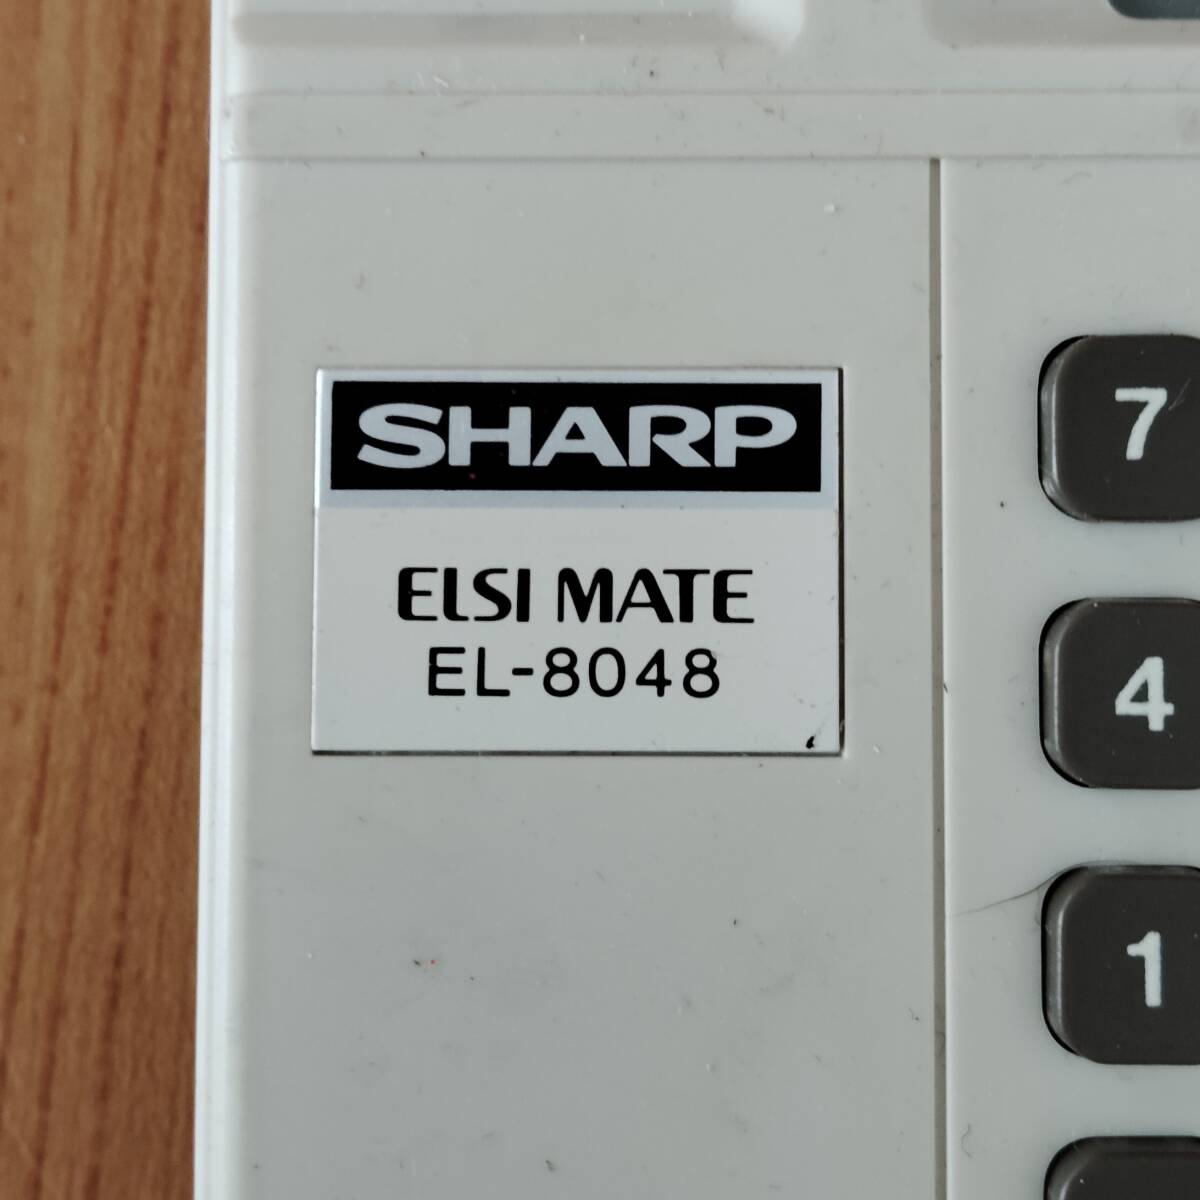 SHARP
ELSI MATE
EL-8048
7
4
1